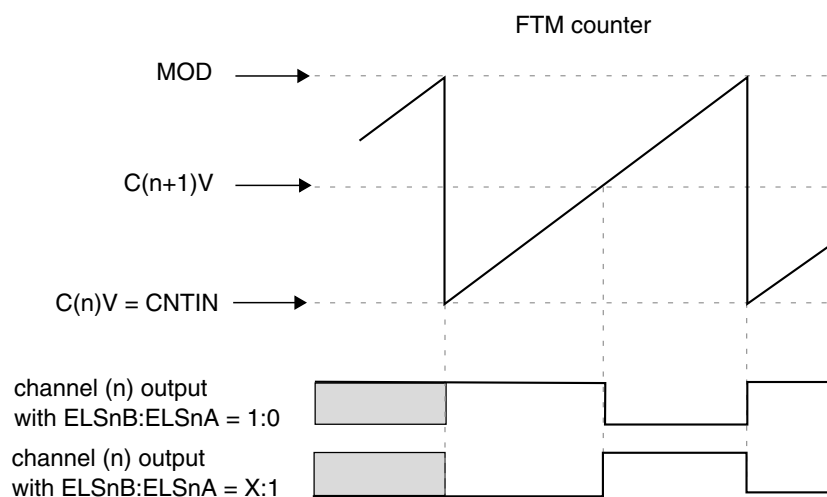 FTM counter
MOD
C(n+1)V
C(n)V = CNTIN
channel (n) output
with ELSnB:ELSnA = 1:0
channel (n) output
with ELSnB:ELSnA = X:1